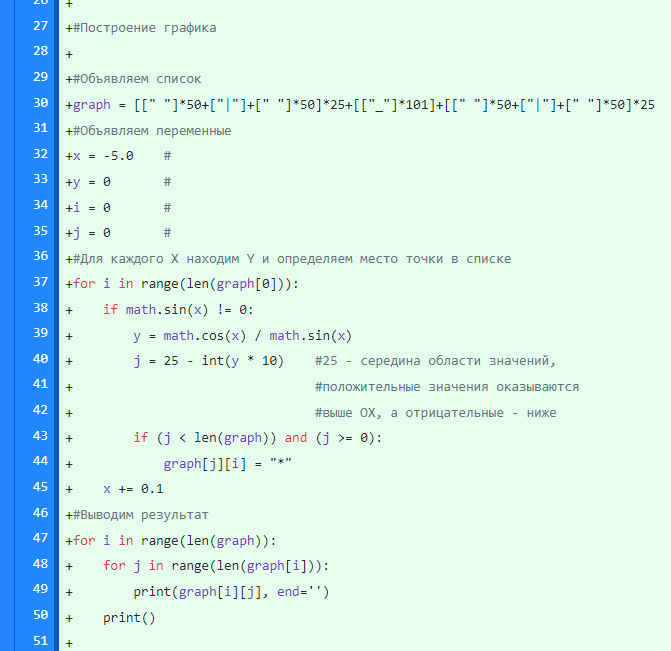 26 +
27 +#Построение графика
28 +
29 +#Объявляем список
30 +graph = [[" "]*50+["|"]+[" "]*50]*25+[["_"]*101]+[[" "]*50+["|"]+[" "]*50]*25
31 +#Объявляем переменные
32 +x = -5.0    #
33 +y = 0       #
34 +i = 0       #
35 +j = 0       #
36 +#Для каждого X находим Y и определяем место точки в списке
37 +for i in range(len(graph[0])):
38 +    if math.sin(x) != 0:
39 +        y = math.cos(x) / math.sin(x)
40 +        j = 25 - int(y * 10)    #25 - середина области значений,
41 +                                #положительные значения оказываются
42 +                                #выше OX, а отрицательные - ниже
43 +        if (j < len(graph)) and (j >= 0):
44 +            graph[j][i] = "*"
45 +    x += 0.1
46 +#Выводим результат
47 +for i in range(len(graph)):
48 +    for j in range(len(graph[i])):
49 +        print(graph[i][j], end='')
50 +    print()
51 +